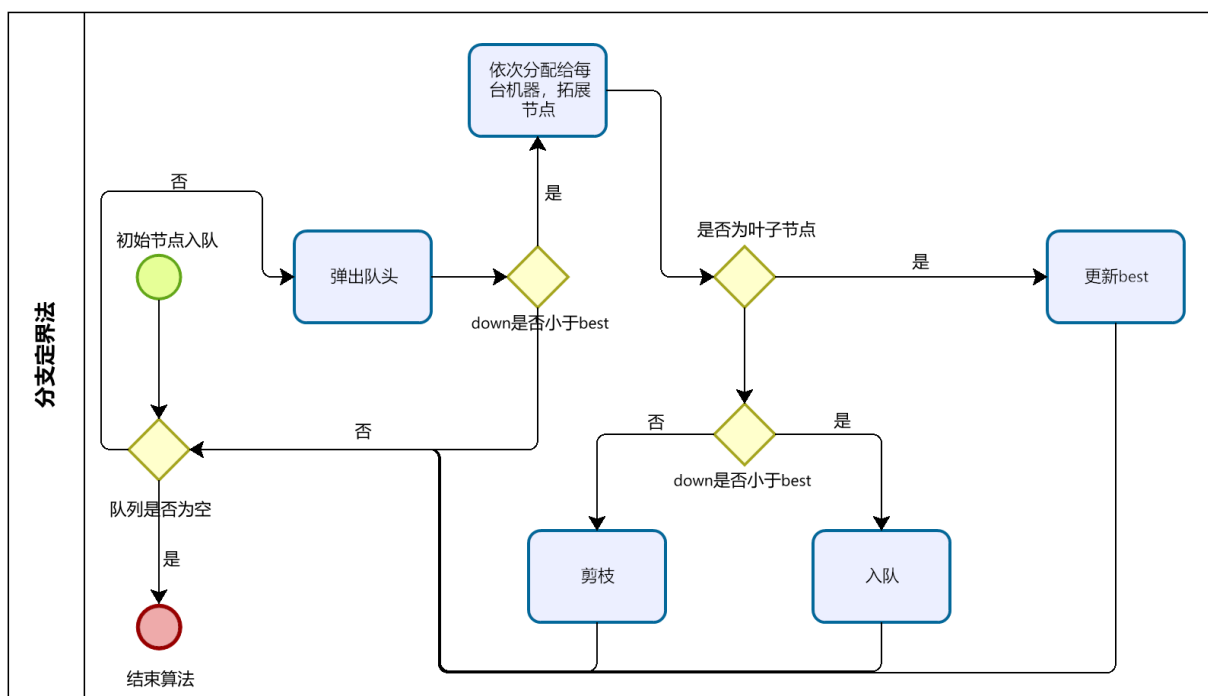 分支定界法
依次分配给每
台机器，拓展
节点
否
是
初始节点入队
是否为叶子节点
弹出队头
是
更新best
down是否小于best
否
否
是
down是否小于best
队列是否为空
是
剪枝
入队
结束算法